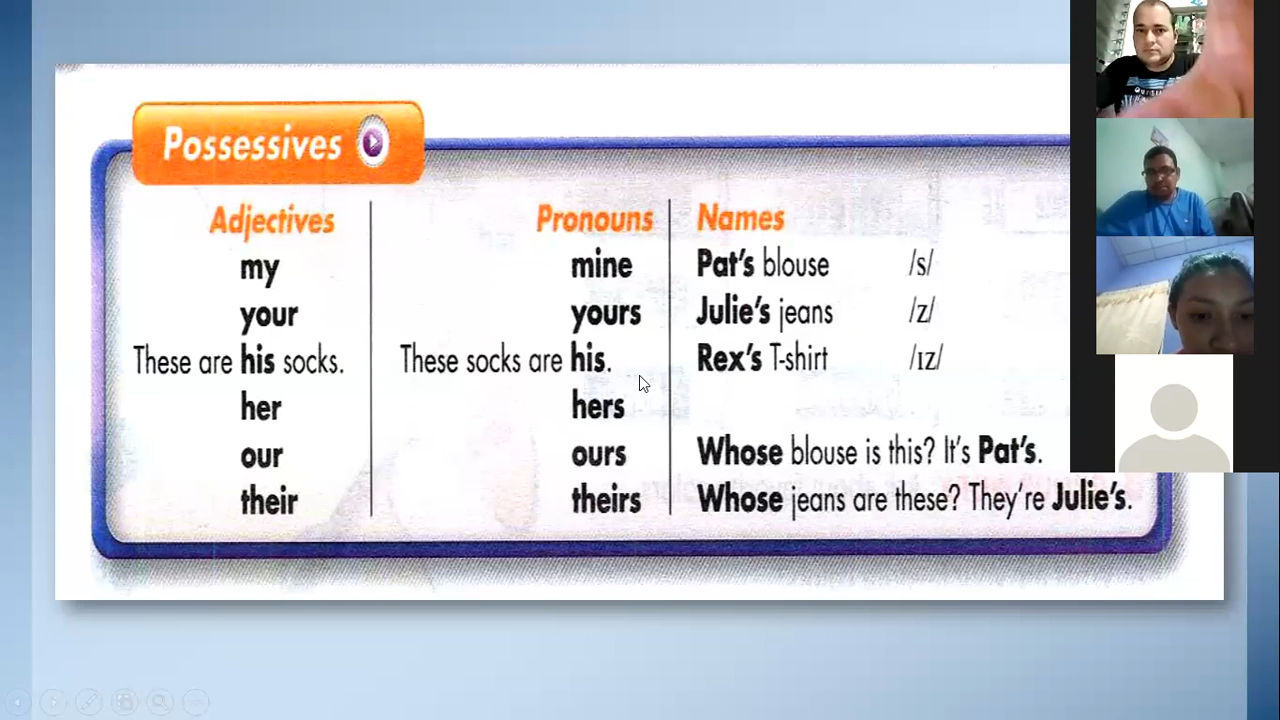 Possessives
Adjectives Pronouns Names
my mine Pat's blouse /s/
your yours Julie's jeans /z/
These are his socks. These socks are his. Rex's T-shirt /ɪz/
her hers
our ours Whose blouse is this? It's Pat's.
their theirs Whose jeans are these? They're Julie's.